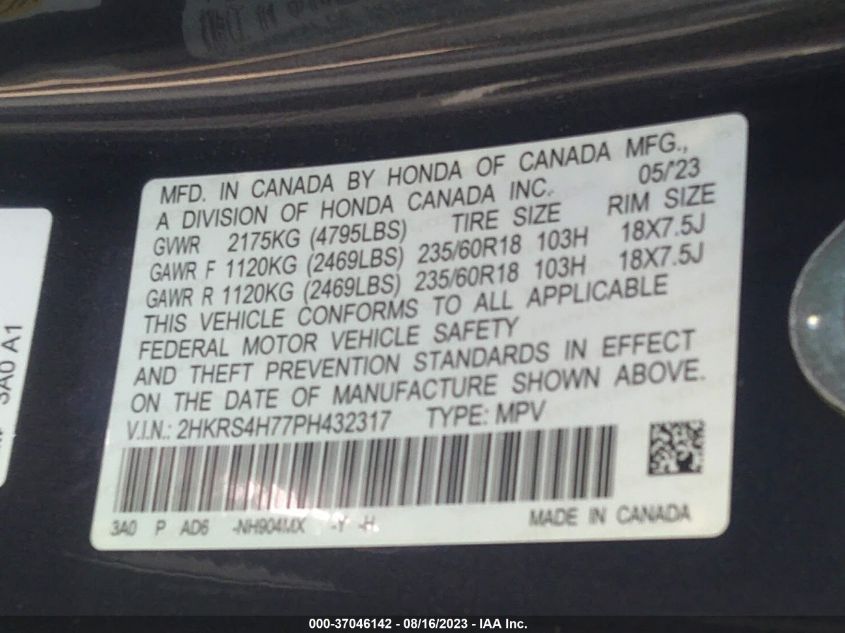 MFD. IN CANADA BY HONDA OF CANADA MFG.,
A DIVISION OF HONDA CANADA INC. 05/23
GVWR 2175KG (4795LBS) TIRE SIZE RIM SIZE
GAWR F 1120KG (2469LBS) 235/60R18 103H 18X7.5J
GAWR R 1120KG (2469LBS) 235/60R18 103H 18X7.5J
THIS VEHICLE CONFORMS TO ALL APPLICABLE
FEDERAL MOTOR VEHICLE SAFETY
AND THEFT PREVENTION STANDARDS IN EFFECT
ON THE DATE OF MANUFACTURE SHOWN ABOVE.
V.I.N.: 2HKRS4H77PH432317 TYPE: MPV
3A0 P AD6 -NH904MX -Y -H
MADE IN CANADA
3A0 A1
000-37046142 - 08/16/2023 - IAA Inc.